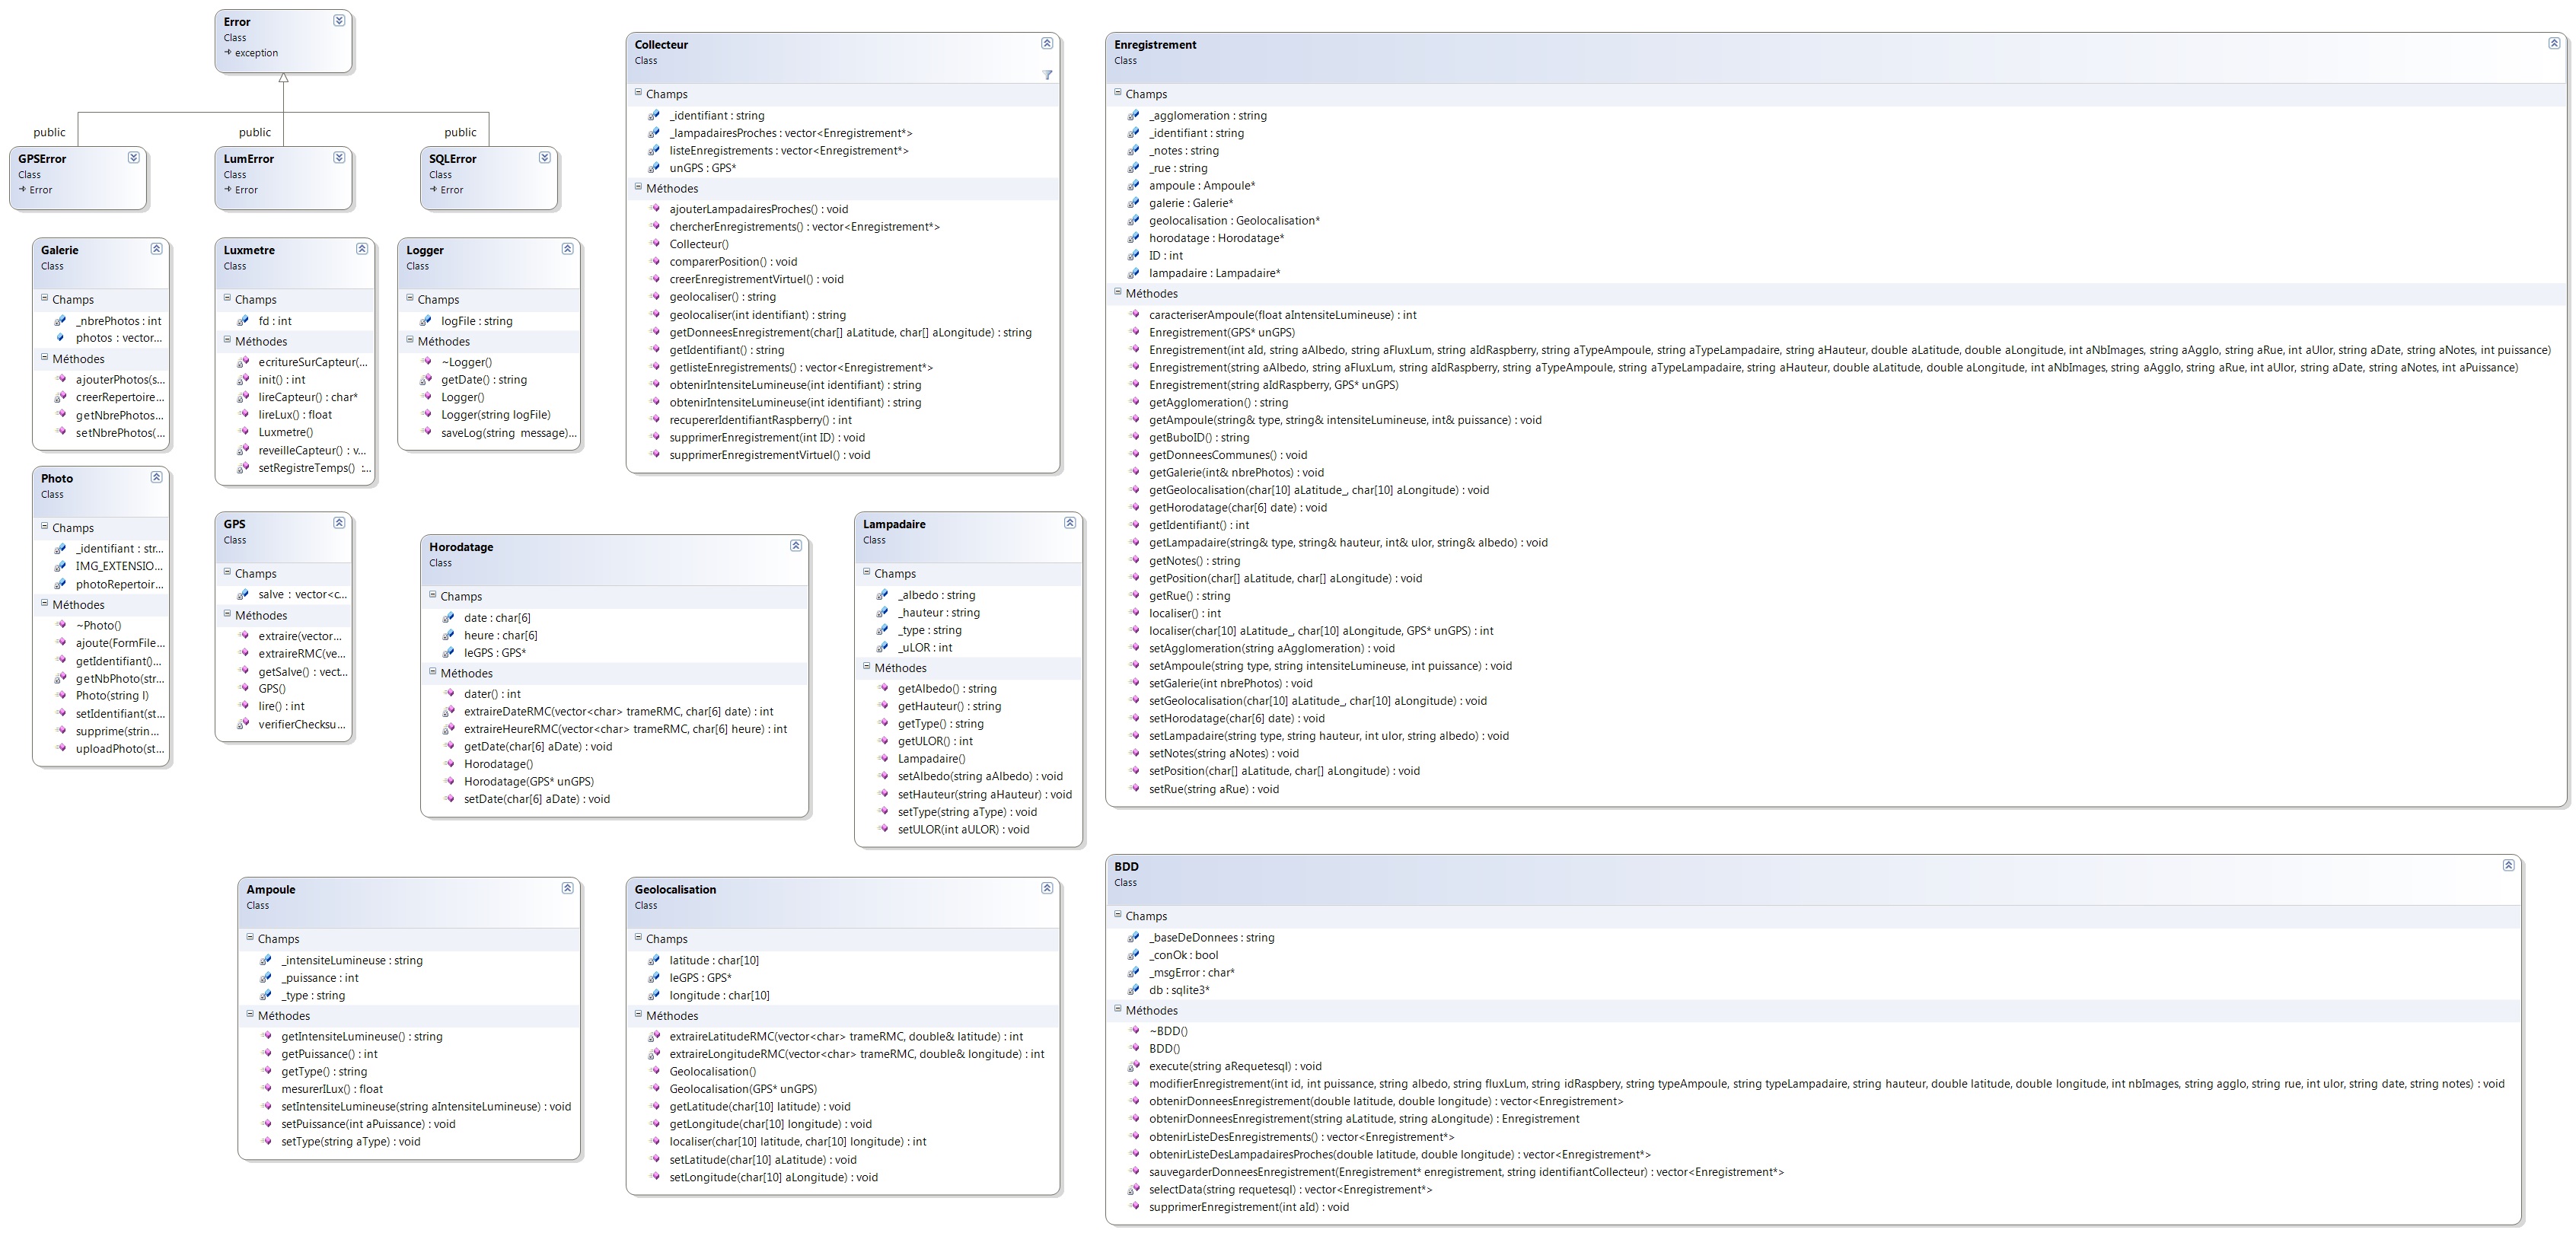 Error
Class
exception
public
public
public
GPSError
Class
Error
LumError
Class
Error
SQLError
Class
Error
Galerie
Class
Champs
_nbrePhotos : int
photos : vector...
Méthodes
ajouterPhotos(s...
creerRepertoire...
getNbrePhotos...
setNbrePhotos(...
Luxmetre
Class
Champs
fd : int
Méthodes
ecritureSurCapteur(...
init() : int
lireCapteur() : char*
lireLux() : float
Luxmetre()
reveilleCapteur() : v...
setRegistreTemps() :...
Logger
Class
Champs
logFile : string
Méthodes
~Logger()
getDate() : string
Logger()
Logger(string logFile)
saveLog(string message)...
Photo
Class
Champs
_identifiant : str...
IMG_EXTENSIO...
photoRepertoir...
Méthodes
~Photo()
ajoute(FormFile...
getIdentifiant()...
getNbPhoto(str...
Photo(string l)
setIdentifiant(st...
supprime(strin...
uploadPhoto(st...
GPS
Class
Champs
salve : vector<c...
Méthodes
extraire(vector...
extraireRMC(ve...
getSalve() : vect...
GPS()
lire() : int
verifierChecksu...
Collecteur
Class
Champs
_identifiant : string
_lampadairesProches : vector<Enregistrement*>
listeEnregistrements : vector<Enregistrement*>
unGPS : GPS*
Méthodes
ajouterLampadairesProches() : void
chercherEnregistrements() : vector<Enregistrement*>
Collecteur()
comparerPosition() : void
creerEnregistrementVirtuel() : void
geolocaliser() : string
geolocaliser(int identifiant) : string
getDonneesEnregistrement(char[] aLatitude, char[] aLongitude) : string
getIdentifiant() : string
getlisteEnregistrements() : vector<Enregistrement*>
obtenirIntensiteLumineuse(int identifiant) : string
obtenirIntensiteLumineuse(int identifiant) : string
recupererIdentifiantRaspberry() : int
supprimerEnregistrement(int ID) : void
supprimerEnregistrementVirtuel() : void
Horodatage
Class
Champs
date : char[6]
heure : char[6]
leGPS : GPS*
Méthodes
dater() : int
extraireDateRMC(vector<char> trameRMC, char[6] date) : int
extraireHeureRMC(vector<char> trameRMC, char[6] heure) : int
getDate(char[6] aDate) : void
Horodatage()
Horodatage(GPS* unGPS)
setDate(char[6] aDate) : void
Lampadaire
Class
Champs
_albedo : string
_hauteur : string
_type : string
_uLOR : int
Méthodes
getAlbedo() : string
getHauteur() : string
getType() : string
getULOR() : int
Lampadaire()
setAlbedo(string aAlbedo) : void
setHauteur(string aHauteur) : void
setType(string aType) : void
setULOR(int aULOR) : void
Enregistrement
Class
Champs
_agglomeration : string
_identifiant : string
_notes : string
_rue : string
ampoule : Ampoule*
galerie : Galerie*
geolocalisation : Geolocalisation*
horodatage : Horodatage*
ID : int
lampadaire : Lampadaire*
Méthodes
caracteriserAmpoule(float aIntensiteLumineuse) : int
Enregistrement(GPS* unGPS)
Enregistrement(int aId, string aAlbedo, string aFluxLum, string aIdRaspberry, string aTypeAmpoule, string aTypeLampadaire, string aHauteur, double aLatitude, double aLongitude, int aNbImages, string aAgglo, string aRue, int aUlor, string aDate, string aNotes, int puissance)
Enregistrement(string aAlbedo, string aFluxLum, string aIdRaspberry, string aTypeAmpoule, string aTypeLampadaire, string aHauteur, double aLatitude, double aLongitude, int aNbImages, string aAgglo, string aRue, int aUlor, string aDate, string aNotes, int aPuissance)
Enregistrement(string aIdRaspberry, GPS* unGPS)
getAgglomeration() : string
getAmpoule(string& type, string& intensiteLumineuse, int& puissance) : void
getBuboID() : string
getDonneesCommunes() : void
getGalerie(int& nbrePhotos) : void
getGeolocalisation(char[10] aLatitude_, char[10] aLongitude) : void
getHorodatage(char[6] date) : void
getIdentifiant() : int
getLampadaire(string& type, string& hauteur, int& ulor, string& albedo) : void
getNotes() : string
getPosition(char[] aLatitude, char[] aLongitude) : void
getRue() : string
localiser() : int
localiser(char[10] aLatitude_, char[10] aLongitude, GPS* unGPS) : int
setAgglomeration(string aAgglomeration) : void
setAmpoule(string type, string intensiteLumineuse, int puissance) : void
setGalerie(int nbrePhotos) : void
setGeolocalisation(char[10] aLatitude_, char[10] aLongitude) : void
setHorodatage(char[6] date) : void
setLampadaire(string type, string hauteur, int ulor, string albedo) : void
setNotes(string aNotes) : void
setPosition(char[] aLatitude, char[] aLongitude) : void
setRue(string aRue) : void
Ampoule
Class
Champs
_intensiteLumineuse : string
_puissance : int
_type : string
Méthodes
getIntensiteLumineuse() : string
getPuissance() : int
getType() : string
mesurerILux() : float
setIntensiteLumineuse(string aIntensiteLumineuse) : void
setPuissance(int aPuissance) : void
setType(string aType) : void
Geolocalisation
Class
Champs
latitude : char[10]
leGPS : GPS*
longitude : char[10]
Méthodes
extraireLatitudeRMC(vector<char> trameRMC, double& latitude) : int
extraireLongitudeRMC(vector<char> trameRMC, double& longitude) : int
Geolocalisation()
Geolocalisation(GPS* unGPS)
getLatitude(char[10] latitude) : void
getLongitude(char[10] longitude) : void
localiser(char[10] latitude, char[10] longitude) : int
setLatitude(char[10] aLatitude) : void
setLongitude(char[10] aLongitude) : void
BDD
Class
Champs
_baseDeDonnees : string
_conOk : bool
_msgError : char*
db : sqlite3*
Méthodes
~BDD()
BDD()
execute(string aRequetesql) : void
modifierEnregistrement(int id, int puissance, string albedo, string fluxLum, string idRaspbery, string typeAmpoule, string typeLampadaire, string hauteur, double latitude, double longitude, int nbImages, string agglo, string rue, int ulor, string date, string notes) : void
obtenirDonneesEnregistrement(double latitude, double longitude) : vector<Enregistrement>
obtenirDonneesEnregistrement(string aLatitude, string aLongitude) : Enregistrement
obtenirListeDesEnregistrements() : vector<Enregistrement*>
obtenirListeDesLampadairesProches(double latitude, double longitude) : vector<Enregistrement*>
sauvegarderDonneesEnregistrement(Enregistrement* enregistrement, string identifiantCollecteur) : vector<Enregistrement*>
selectData(string requetesql) : vector<Enregistrement*>
supprimerEnregistrement(int aId) : void